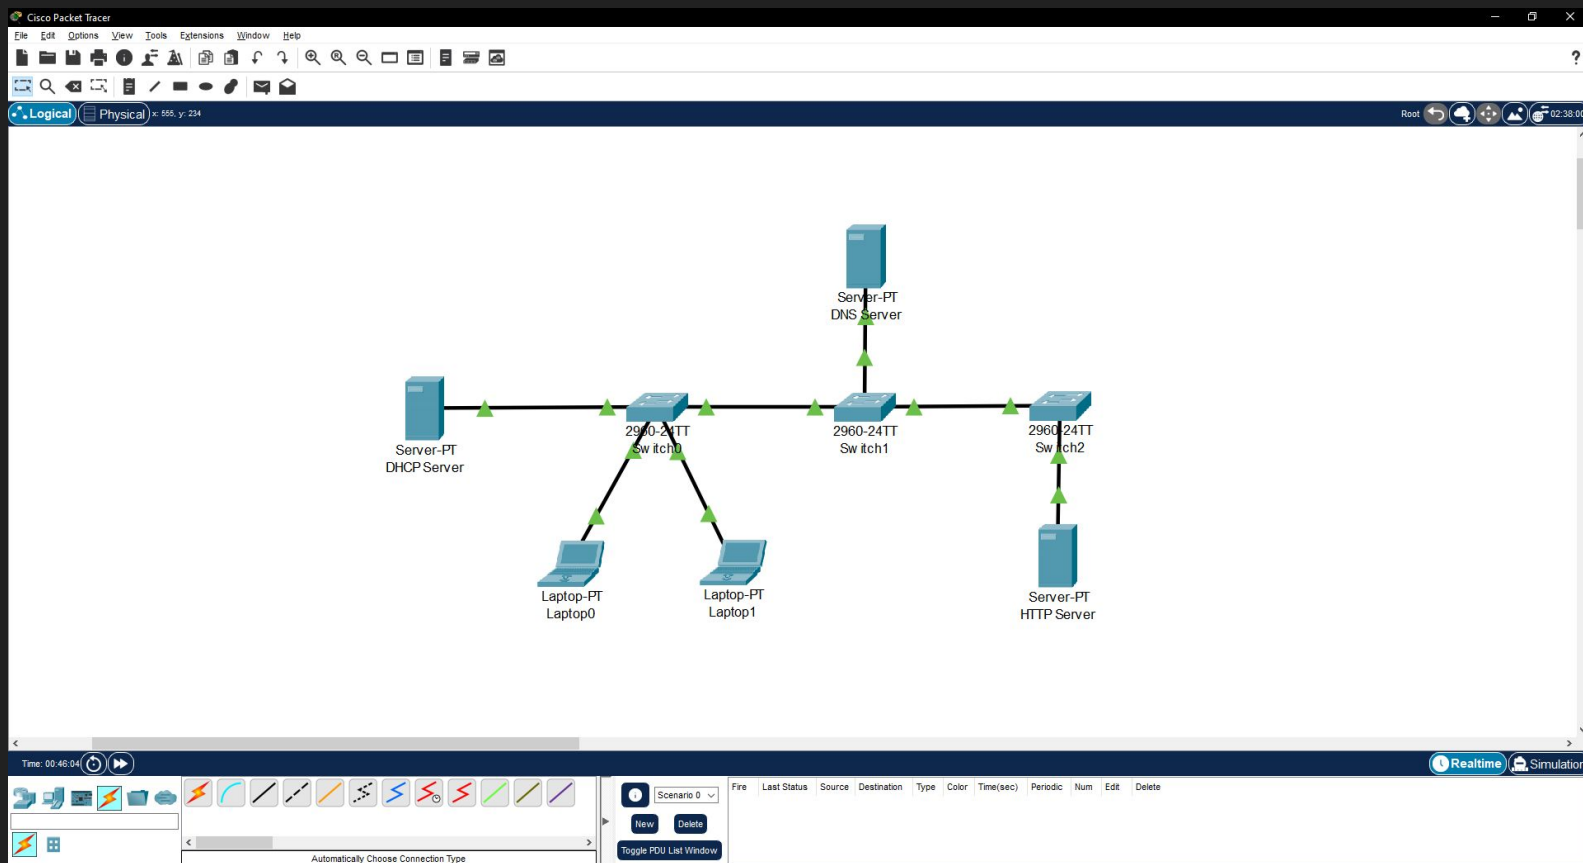 Cisco Packet Tracer
File Edit Options View Tools Extensions Window Help
?
Logical Physical x: 555, y: 234
Root 02:38:00
Server-PT
DNS Server
2960-24TT
Switch0
2960-24TT
Switch1
2960-24TT
Switch2
Server-PT
DHCP Server
Laptop-PT
Laptop0
Laptop-PT
Laptop1
Server-PT
HTTP Server
Time: 00:46:04
Realtime Simulation
Scenario 0
New Delete
Toggle PDU List Window
Fire Last Status Source Destination Type Color Time(sec) Periodic Num Edit Delete
Automatically Choose Connection Type